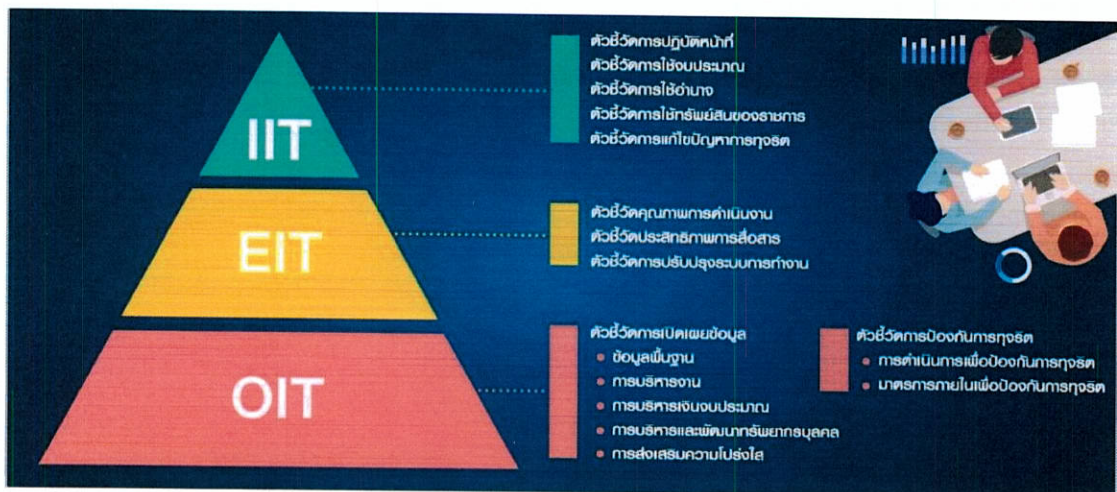 IIT
ตัวชี้วัดการปฏิบัติหน้าที่
ตัวชี้วัดการใช้งบประมาณ
ตัวชี้วัดการใช้อำนาจ
ตัวชี้วัดการใช้ทรัพย์สินของราชการ
ตัวชี้วัดการแก้ไขปัญหาการทุจริต
EIT
ตัวชี้วัดคุณภาพการดำเนินงาน
ตัวชี้วัดประสิทธิภาพการสื่อสาร
ตัวชี้วัดการปรับปรุงระบบการทำงาน
OIT
ตัวชี้วัดการเปิดเผยข้อมูล
ข้อมูลพื้นฐาน
การบริหารงาน
การบริหารเงินงบประมาณ
การบริหารและพัฒนาทรัพยากรบุคคล
การส่งเสริมความโปร่งใส
ตัวชี้วัดการป้องกันการทุจริต
การดำเนินการเพื่อป้องกันการทุจริต
มาตรการภายในเพื่อป้องกันการทุจริต